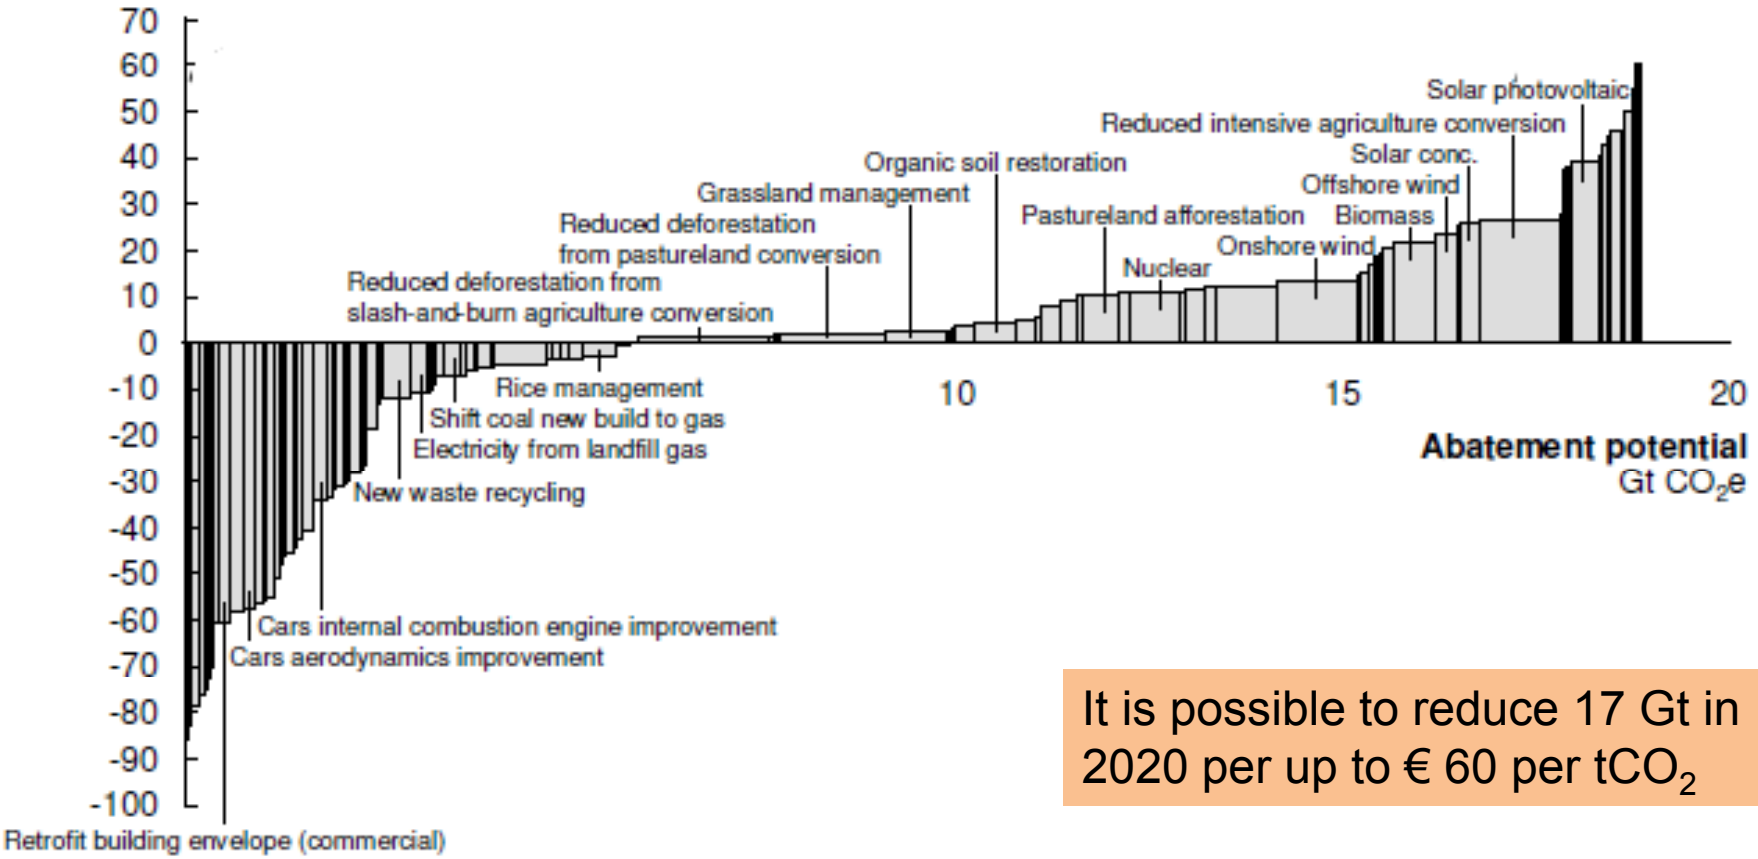 70
60
50
40
30
20
10
0
-10
-20
-30
-40
-50
-60
-70
-80
-90
-100
Solar photovoltaic
Reduced intensive agriculture conversion
Solar conc.
Organic soil restoration
Offshore wind
Grassland management
Pastureland afforestation
Biomass
Reduced deforestation
from pastureland conversion
Onshore wind
Nuclear
Reduced deforestation from
slash-and-burn agriculture conversion
10
15
20
Rice management
Shift coal new build to gas
Electricity from landfill gas
New waste recycling
Abatement potential
Gt CO₂e
Cars internal combustion engine improvement
Cars aerodynamics improvement
Retrofit building envelope (commercial)
It is possible to reduce 17 Gt in
2020 per up to € 60 per tCO₂